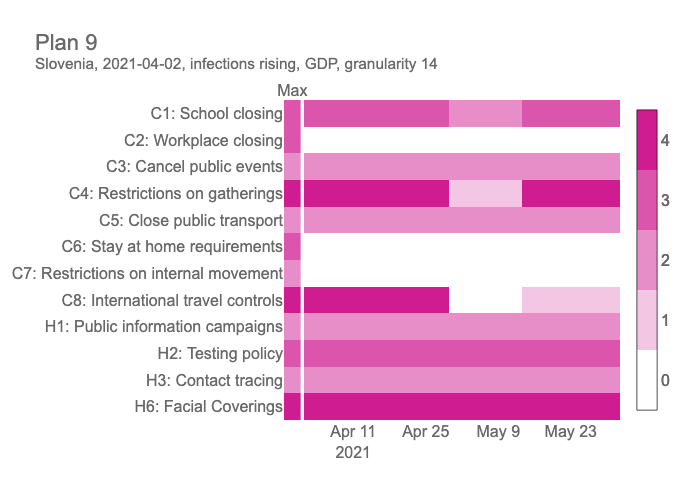 Plan 9
Slovenia, 2021-04-02, infections rising, GDP, granularity 14
Max
C1: School closing
C2: Workplace closing
C3: Cancel public events
C4: Restrictions on gatherings
C5: Close public transport
C6: Stay at home requirements
C7: Restrictions on internal movement
C8: International travel controls
H1: Public information campaigns
H2: Testing policy
H3: Contact tracing
H6: Facial Coverings
Apr 11 Apr 25 May 9 May 23
2021
4
3
2
1
0